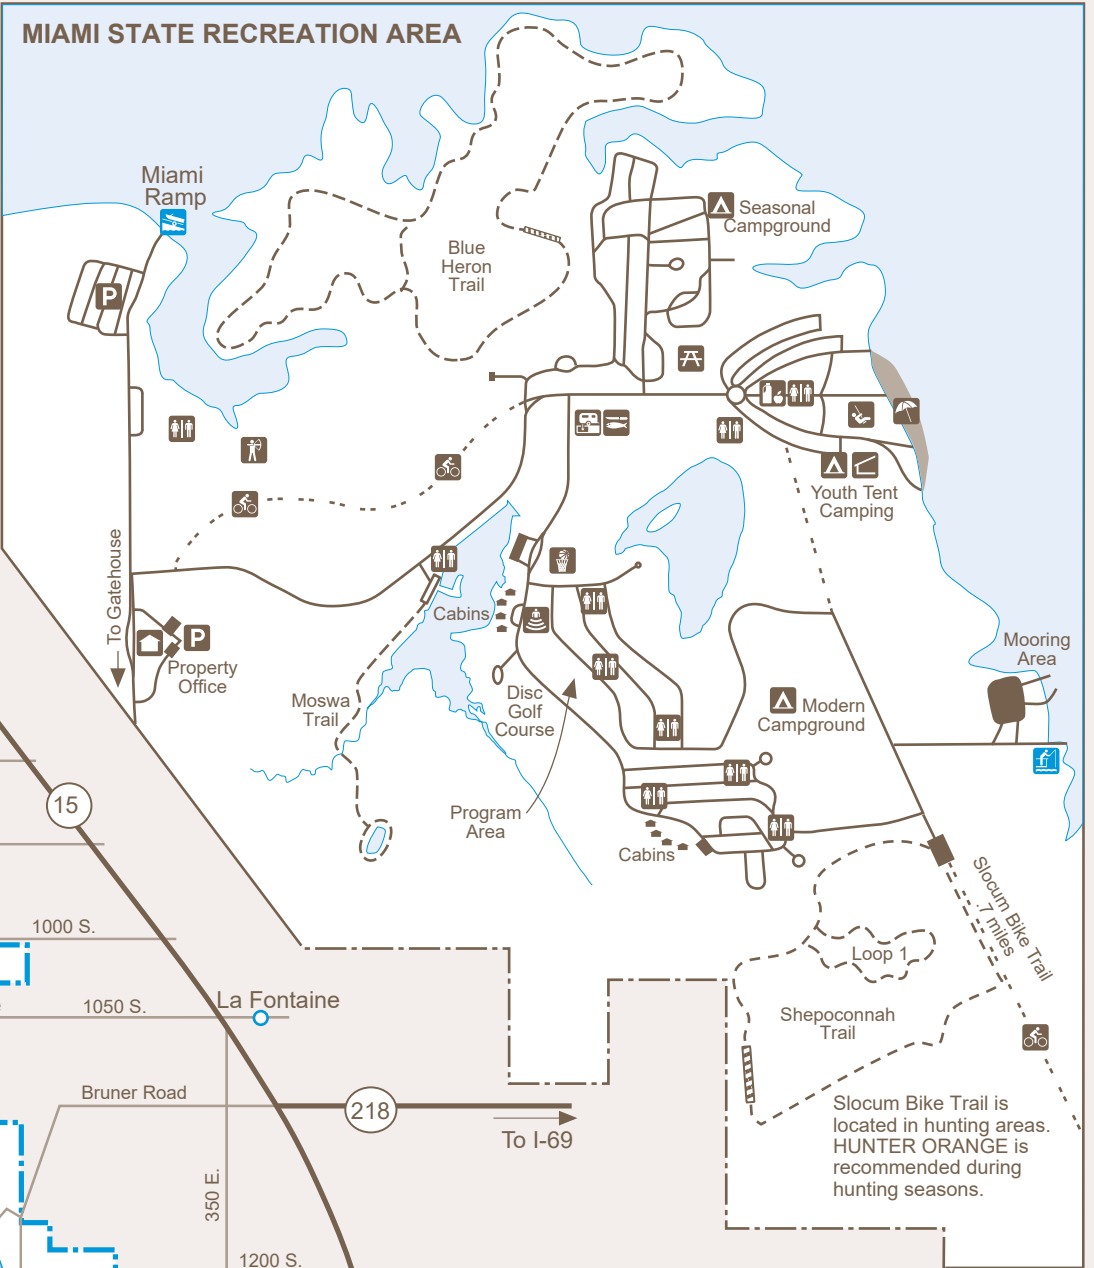 MIAMI STATE RECREATION AREA
Miami
Ramp
P
Blue
Heron
Trail
Seasonal
Campground
Youth Tent
Camping
To Gatehouse
P
Property
Office
Cabins
Moswa
Trail
Disc
Golf
Course
Program
Area
Modern
Campground
Mooring
Area
Cabins
Slocum Bike Trail
.7 miles
Loop 1
Shepoconnah
Trail
Slocum Bike Trail is
located in hunting areas.
HUNTER ORANGE is
recommended during
hunting seasons.
15
1000 S.
1050 S.
La Fontaine
Bruner Road
218
To I-69
350 E.
1200 S.